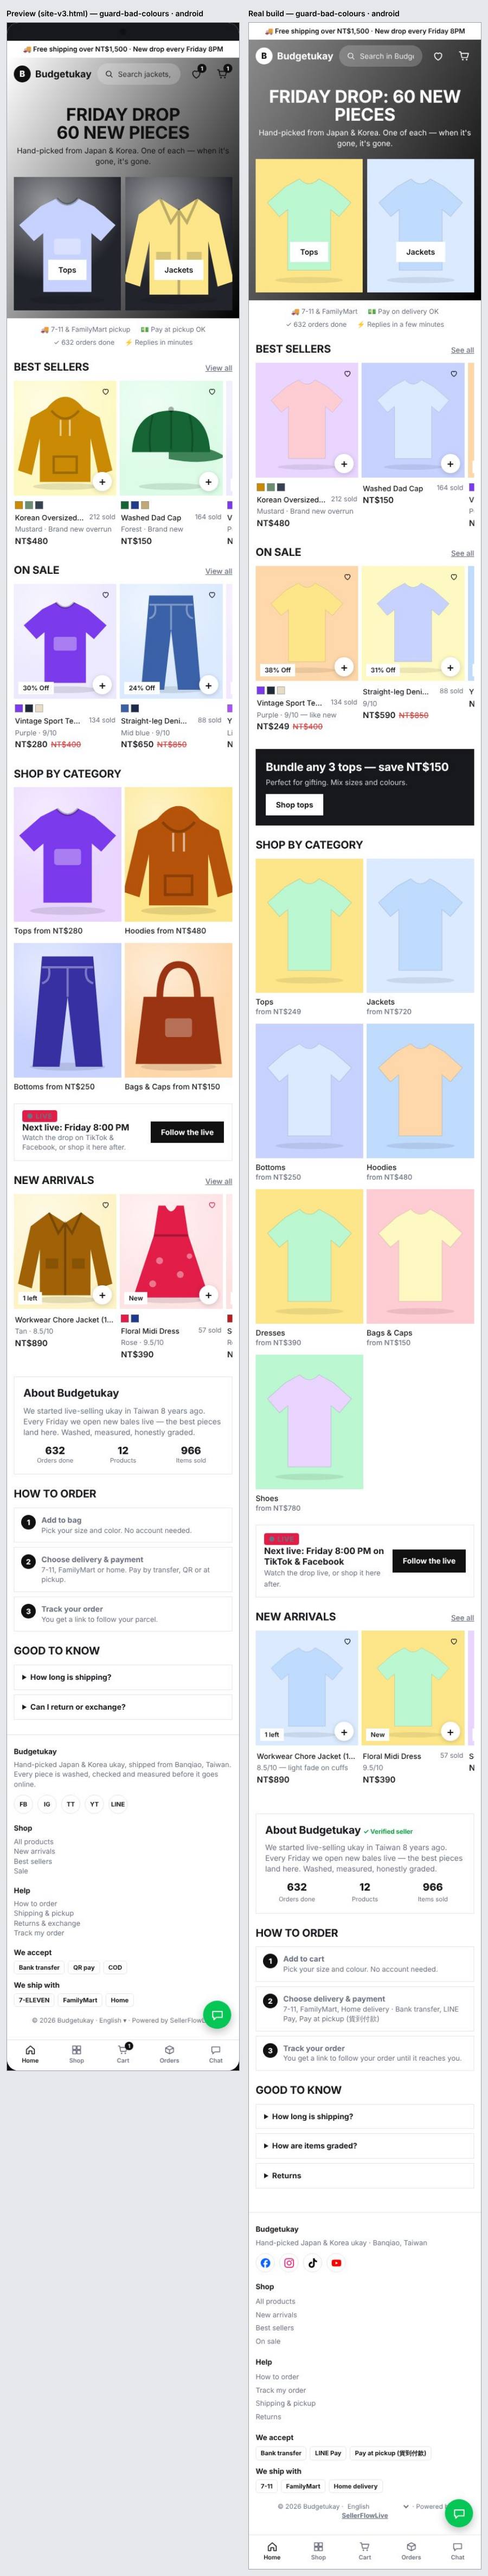 Preview (site-v3.html) — guard-bad-colours · android
🚚 Free shipping over NT$1,500 · New drop every Friday 8PM
B Budgetukay
Search jackets,
1
1
FRIDAY DROP
60 NEW PIECES
Hand-picked from Japan & Korea. One of each — when it's
gone, it's gone.
Tops
Jackets
🚚 7-11 & FamilyMart pickup 💵 Pay at pickup OK
✓ 632 orders done ⚡ Replies in minutes
BEST SELLERS
View all
Korean Oversized... 212 sold
Mustard · Brand new overrun
NT$480
Washed Dad Cap 164 sold
Forest · Brand new
NT$150
V
P
N
ON SALE
View all
30% Off
24% Off
Vintage Sport Te... 134 sold
Purple · 9/10
NT$280 NT$400
Straight-leg Deni... 88 sold
Mid blue · 9/10
NT$650 NT$850
Y
Li
N
SHOP BY CATEGORY
Tops from NT$280
Hoodies from NT$480
Bottoms from NT$250
Bags & Caps from NT$150
LIVE
Next live: Friday 8:00 PM
Watch the drop on TikTok &
Facebook, or shop it here after.
Follow the live
NEW ARRIVALS
View all
1 left
New
Workwear Chore Jacket (1...
Tan · 8.5/10
NT$890
Floral Midi Dress 57 sold
Rose · 9.5/10
NT$390
S
R
N
About Budgetukay
We started live-selling ukay in Taiwan 8 years ago.
Every Friday we open new bales live — the best pieces
land here. Washed, measured, honestly graded.
632 12 966
Orders done Products Items sold
HOW TO ORDER
1 Add to bag
Pick your size and color. No account needed.
2 Choose delivery & payment
7-11, FamilyMart or home. Pay by transfer, QR or at
pickup.
3 Track your order
You get a link to follow your parcel.
GOOD TO KNOW
▶ How long is shipping?
▶ Can I return or exchange?
Budgetukay
Hand-picked Japan & Korea ukay, shipped from Banqiao, Taiwan.
Every piece is washed, checked and measured before it goes
online.
FB IG TT YT LINE
Shop
All products
New arrivals
Best sellers
Sale
Help
How to order
Shipping & pickup
Returns & exchange
Track my order
We accept
Bank transfer QR pay COD
We ship with
7-ELEVEN FamilyMart Home
© 2026 Budgetukay · English ▾ · Powered by SellerFlow
1
Home Shop Cart Orders Chat
Real build — guard-bad-colours · android
🚚 Free shipping over NT$1,500 · New drop every Friday 8PM
B Budgetukay
Search in Budge
FRIDAY DROP: 60 NEW
PIECES
Hand-picked from Japan & Korea. One of each — when it's
gone, it's gone.
Tops
Jackets
🚚 7-11 & FamilyMart 💵 Pay on delivery OK
✓ 632 orders done ⚡ Replies in a few minutes
BEST SELLERS
See all
Korean Oversized... 212 sold
Mustard · Brand new overrun
NT$480
Washed Dad Cap 164 sold
NT$150
V
P
N
ON SALE
See all
38% Off
31% Off
Vintage Sport Te... 134 sold
Purple · 9/10 — like new
NT$249 NT$400
Straight-leg Deni... 88 sold
9/10
NT$590 NT$850
Y
N
Bundle any 3 tops — save NT$150
Perfect for gifting. Mix sizes and colours.
Shop tops
SHOP BY CATEGORY
Tops
from NT$249
Jackets
from NT$720
Bottoms
from NT$250
Hoodies
from NT$480
Dresses
from NT$390
Bags & Caps
from NT$150
Shoes
from NT$780
LIVE
Next live: Friday 8:00 PM on
TikTok & Facebook
Watch the drop live, or shop it here
after.
Follow the live
NEW ARRIVALS
See all
1 left
New
Workwear Chore Jacket (1...
8.5/10 — light fade on cuffs
NT$890
Floral Midi Dress 57 sold
9.5/10
NT$390
S
N
About Budgetukay ✓ Verified seller
We started live-selling ukay in Taiwan 8 years ago.
Every Friday we open new bales live — the best pieces
land here. Washed, measured, honestly graded.
632 12 966
Orders done Products Items sold
HOW TO ORDER
1 Add to cart
Pick your size and colour. No account needed.
2 Choose delivery & payment
7-11, FamilyMart, Home delivery · Bank transfer, LINE
Pay, Pay at pickup (貨到付款)
3 Track your order
You get a link to follow your order until it reaches you.
GOOD TO KNOW
▶ How long is shipping?
▶ How are items graded?
▶ Returns
Budgetukay
Hand-picked Japan & Korea ukay · Banqiao, Taiwan
Shop
All products
New arrivals
Best sellers
On sale
Help
How to order
Track my order
Shipping & pickup
Returns
We accept
Bank transfer LINE Pay Pay at pickup (貨到付款)
We ship with
7-11 FamilyMart Home delivery
© 2026 Budgetukay · English · Powered
SellerFlowLive
Home Shop Cart Orders Chat